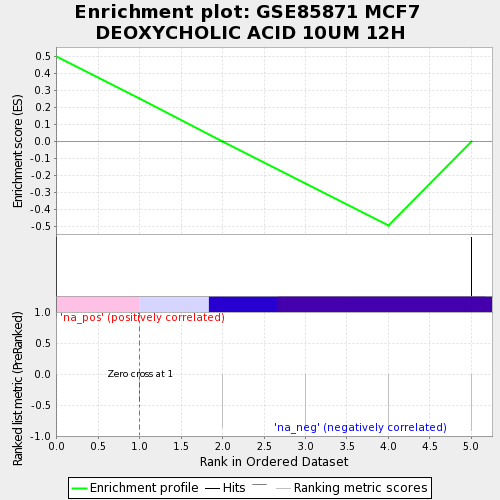 Enrichment plot: GSE85871 MCF7
DEOXYCHOLIC ACID 10UM 12H
Enrichment score (ES)
0.5
0.4
0.3
0.2
0.1
0.0
-0.1
-0.2
-0.3
-0.4
-0.5
Ranked list metric (PreRanked)
1.0
0.5
0.0
-0.5
-1.0
'na_pos' (positively correlated)
Zero cross at 1
'na_neg' (negatively correlated)
0.0 0.5 1.0 1.5 2.0 2.5 3.0 3.5 4.0 4.5 5.0
Rank in Ordered Dataset
Enrichment profile Hits Ranking metric scores